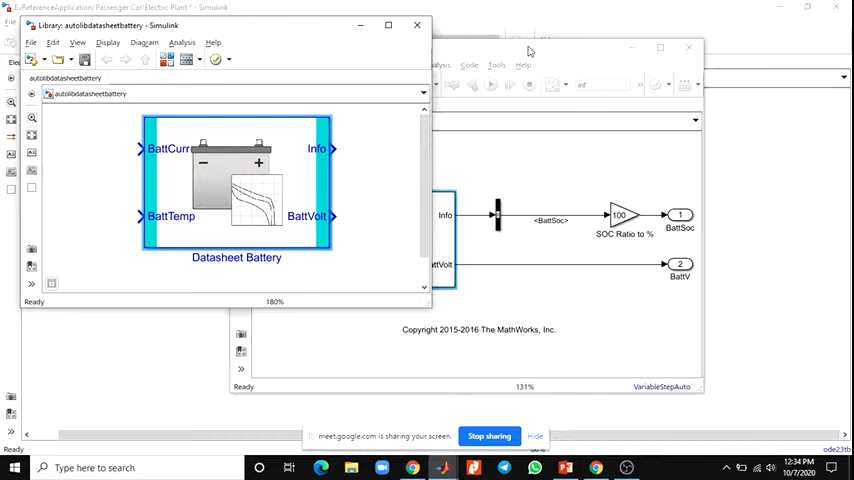 EvReferenceApplication/Passenger Car/Electric Plant * - Simulink
Library: autolibdatasheetbattery - Simulink
File Edit View Display Diagram Analysis Help
autolibdatasheetbattery
autolibdatasheetbattery
BattCurr
Info
BattTemp
BattVolt
Datasheet Battery
Ready
180%
Code Tools Help
inf
Info
<BattSoc>
100
SOC Ratio to %
1
BattSoc
2
BattV
Copyright 2015-2016 The MathWorks, Inc.
Ready
131%
VariableStepAuto
meet.google.com is sharing your screen.
Stop sharing
Hide
Ready
ode23tb
Type here to search
12:34 PM
10/7/2020